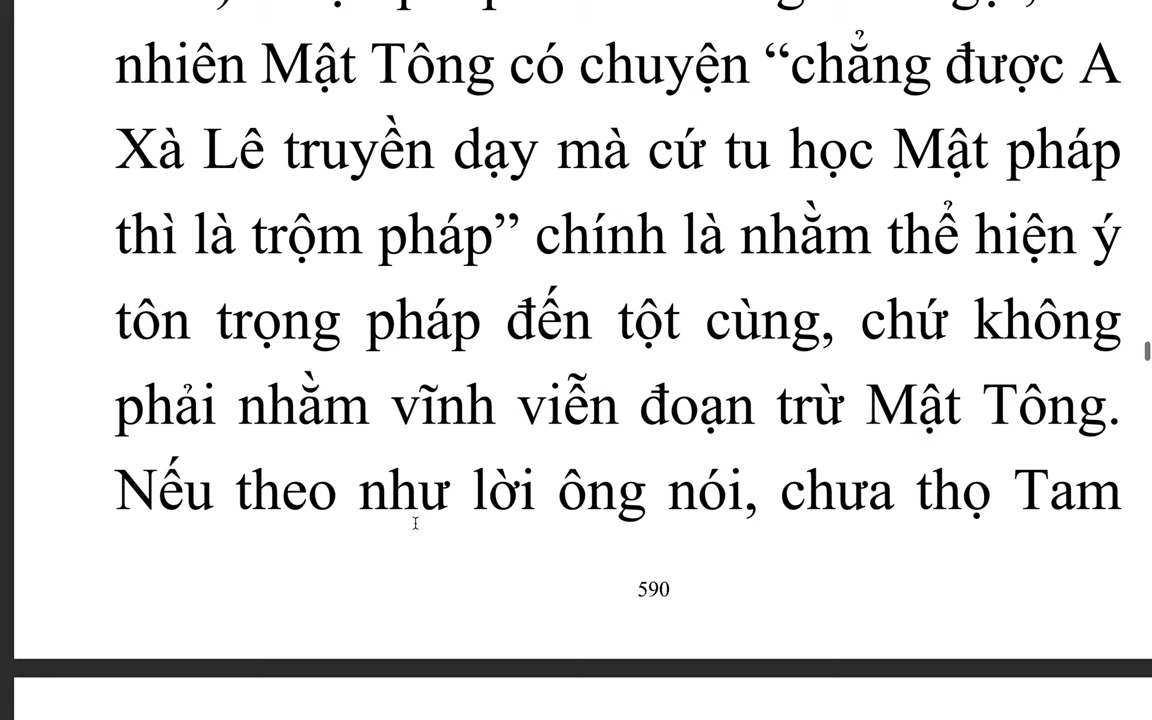 nhiên Mật Tông có chuyện “chẳng được A
Xà Lê truyền dạy mà cứ tu học Mật pháp
thì là trộm pháp” chính là nhằm thể hiện ý
tôn trọng pháp đến tột cùng, chứ không
phải nhằm vĩnh viễn đoạn trừ Mật Tông.
Nếu theo như lời ông nói, chưa thọ Tam
590